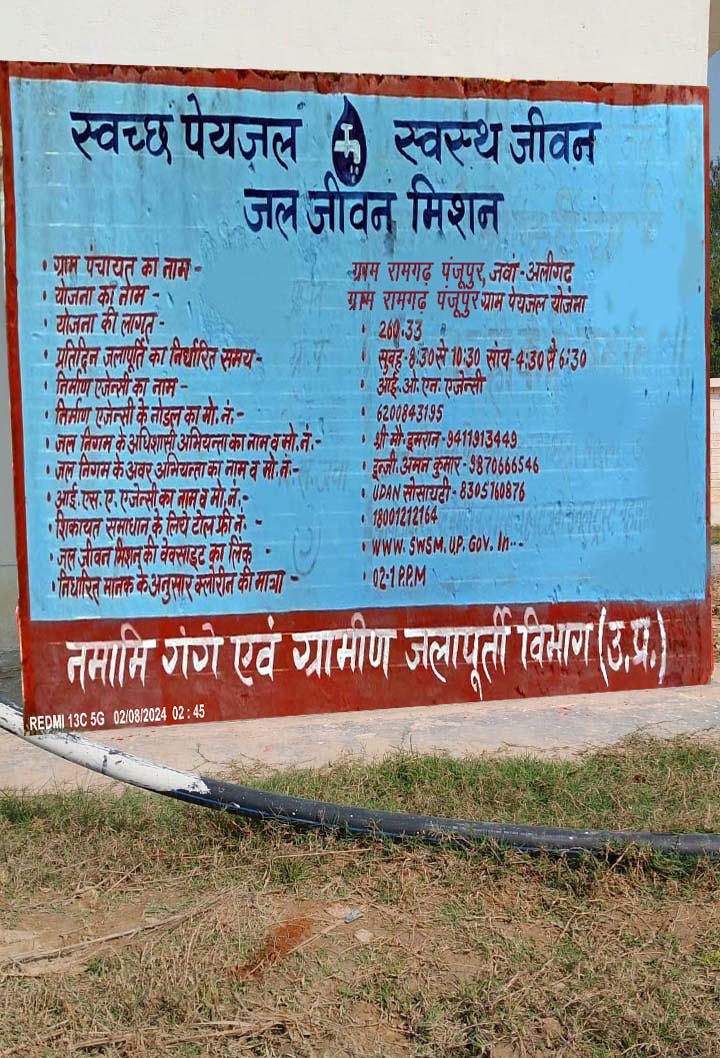 स्वच्छ पेयजल स्वस्थ जीवन
जल जीवन मिशन
• ग्राम पंचायत का नाम - ग्राम रामगढ़ पंजूपुर, जवां - अलीगढ़
• योजना का नाम - ग्राम रामगढ़ पंजूपुर ग्राम पेयजल योजना
• योजना की लागत - • 260.33
• प्रतिदिन जलापूर्ति का निर्धारित समय - • सुबह - 8:30 से 10:30 सांय - 4:30 से 6:30
• निर्माण एजेन्सी का नाम - • आई. ओ. एन. एजेन्सी
• निर्माण एजेन्सी के नोडल का मो. नं. - • 6200843195
• जल निगम के अधिशासी अभियन्ता का नाम व मो. नं. - • श्री मौ. इमरान - 9411913449
• जल निगम के अवर अभियन्ता का नाम व मो. नं. - • इन्जी. अमन कुमार - 9870666546
• आई. एस. ए. एजेन्सी का नाम व मो. नं. - • UDAN सोसायटी - 8305760876
• शिकायत समाधान के लिये टोल फ्री नं. - • 18001212164
• जल जीवन मिशन की वेबसाइट का लिंक - • WWW. SWSM. UP. GOV. In --
• निर्धारित मानक के अनुसार क्लोरीन की मात्रा - • 02-1 P.P.M
नमामि गंगे एवं ग्रामीण जलापूर्ती विभाग (उ.प्र.)
REDMI 13C 5G 02/08/2024 02 : 45